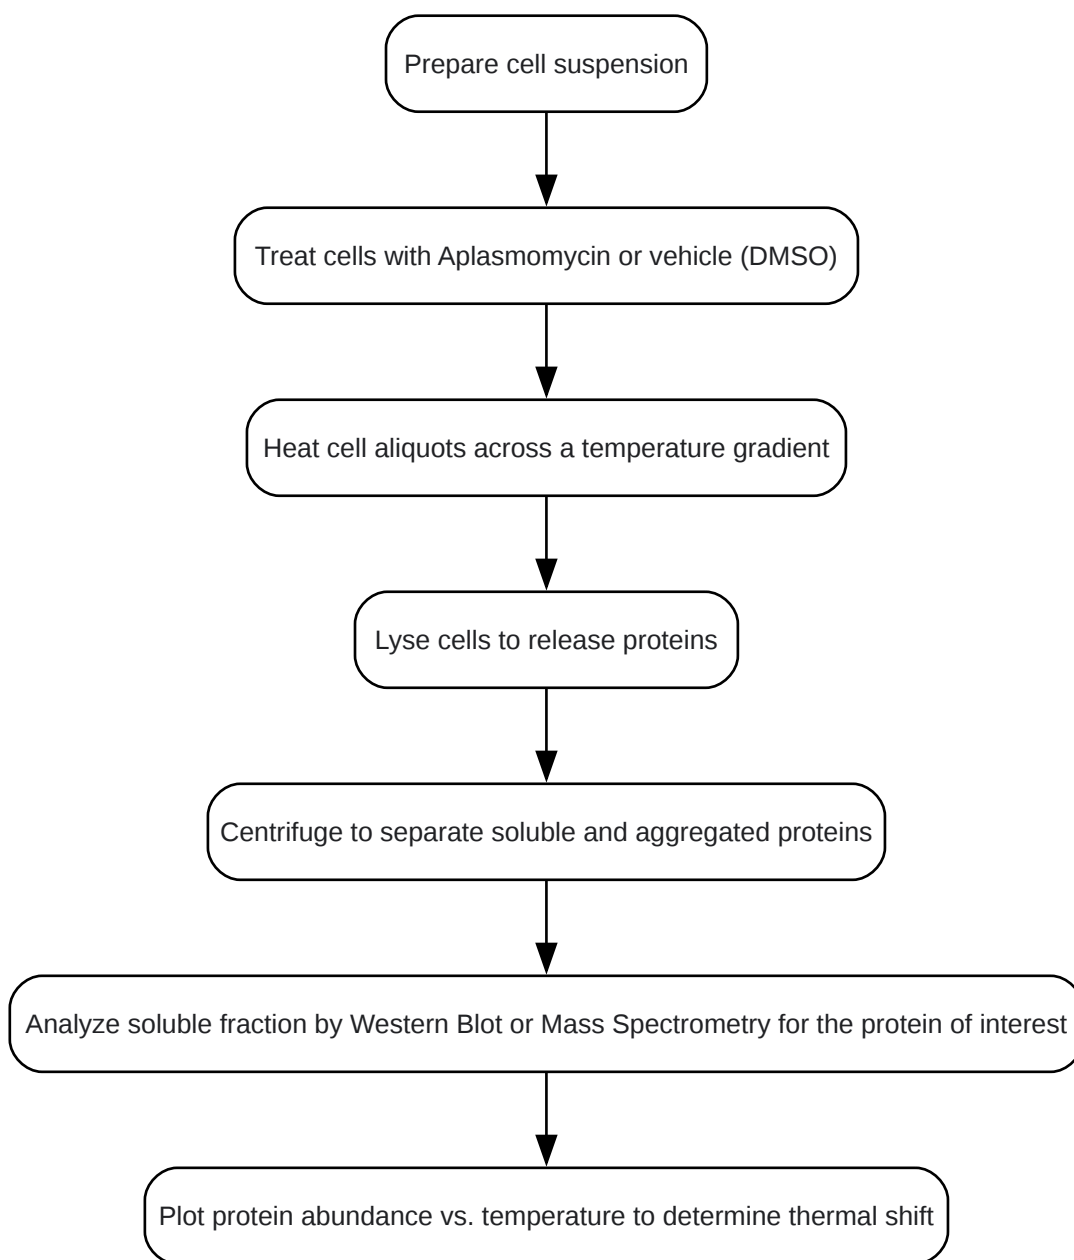 Prepare cell suspension
Treat cells with Aplasmomycin or vehicle (DMSO)
Heat cell aliquots across a temperature gradient
Lyse cells to release proteins
Centrifuge to separate soluble and aggregated proteins
Analyze soluble fraction by Western Blot or Mass Spectrometry for the protein of interest
Plot protein abundance vs. temperature to determine thermal shift